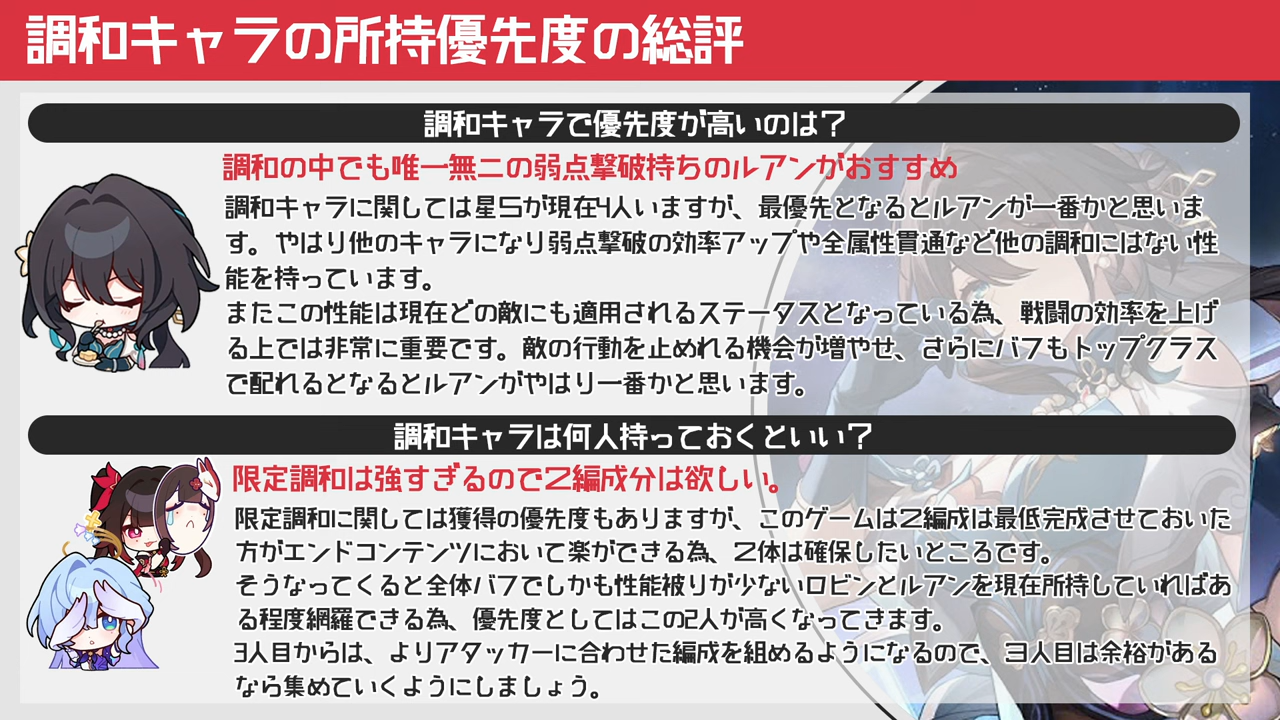 調和キャラの所持優先度の総評
調和キャラで優先度が高いのは?
調和の中でも唯一無二の弱点撃破持ちのルアンがおすすめ
調和キャラに関しては星5が現在4人いますが、最優先となるとルアンが一番かと思いま
す。やはり他のキャラになり弱点撃破の効率アップや全属性貫通など他の調和にはない性
能を持っています。
またこの性能は現在どの敵にも適用されるステータスとなっている為、戦闘の効率を上げ
る上では非常に重要です。敵の行動を止めれる機会が増やせ、さらにバフもトップクラス
で配れるとなるとルアンがやはり一番かと思います。
調和キャラは何人持っておくといい?
限定調和は強すぎるので2編成分は欲しい。
限定調和に関しては獲得の優先度もありますが、このゲームは2編成は最低完成させておいた
方がエンドコンテンツにおいて楽ができる為、2体は確保したいところです。
そうなってくると全体バフでしかも性能被りが少ないロビンとルアンを現在所持していればあ
る程度網羅できる為、優先度としてはこの2人が高くなってきます。
3人目からは、よりアタッカーに合わせた編成を組めるようになるので、3人目は余裕がある
なら集めていくようにしましょう。